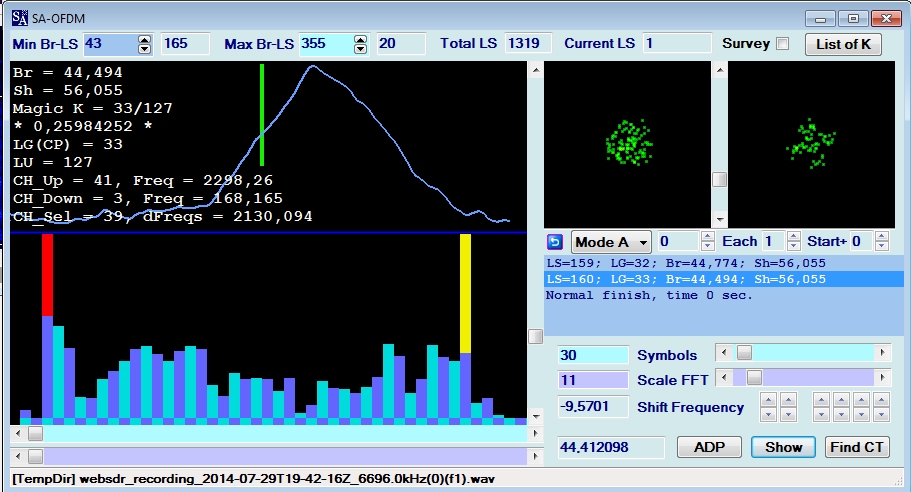 SA-OFDM
Min Br-LS 43 165 Max Br-LS 355 20 Total LS 1319 Current LS 1 Survey List of K
Br = 44,494
Sh = 56,055
Magic K = 33/127
* 0,25984252 *
LG(CP) = 33
LU = 127
CH_Up = 41, Freq = 2298,26
CH_Down = 3, Freq = 168,165
CH_Sel = 39, dFreqs = 2130,094
Mode A 0 Each 1 Start+ 0
LS=159; LG=32; Br=44,774; Sh=56,055
LS=160; LG=33; Br=44,494; Sh=56,055
Normal finish, time 0 sec.
30 Symbols
11 Scale FFT
-9.5701 Shift Frequency
44.412098 ADP Show Find CT
[TempDir] websdr_recording_2014-07-29T19-42-16Z_6696.0kHz(0)(f1).wav